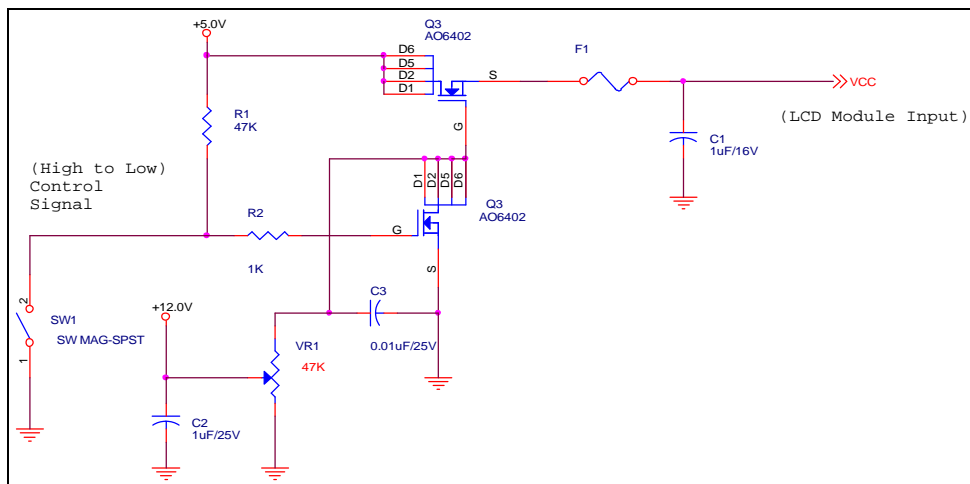 +5.0V
Q3
AO6402
F1
D6
D5
D2
D1
S
VCC
(LCD Module Input)
R1
47K
G
C1
1uF/16V
(High to Low)
Control
Signal
D1
D2
D5
D6
Q3
AO6402
R2
G
1K
S
+12.0V
C3
2
SW1
SW MAG-SPST
1
VR1
47K
0.01uF/25V
C2
1uF/25V